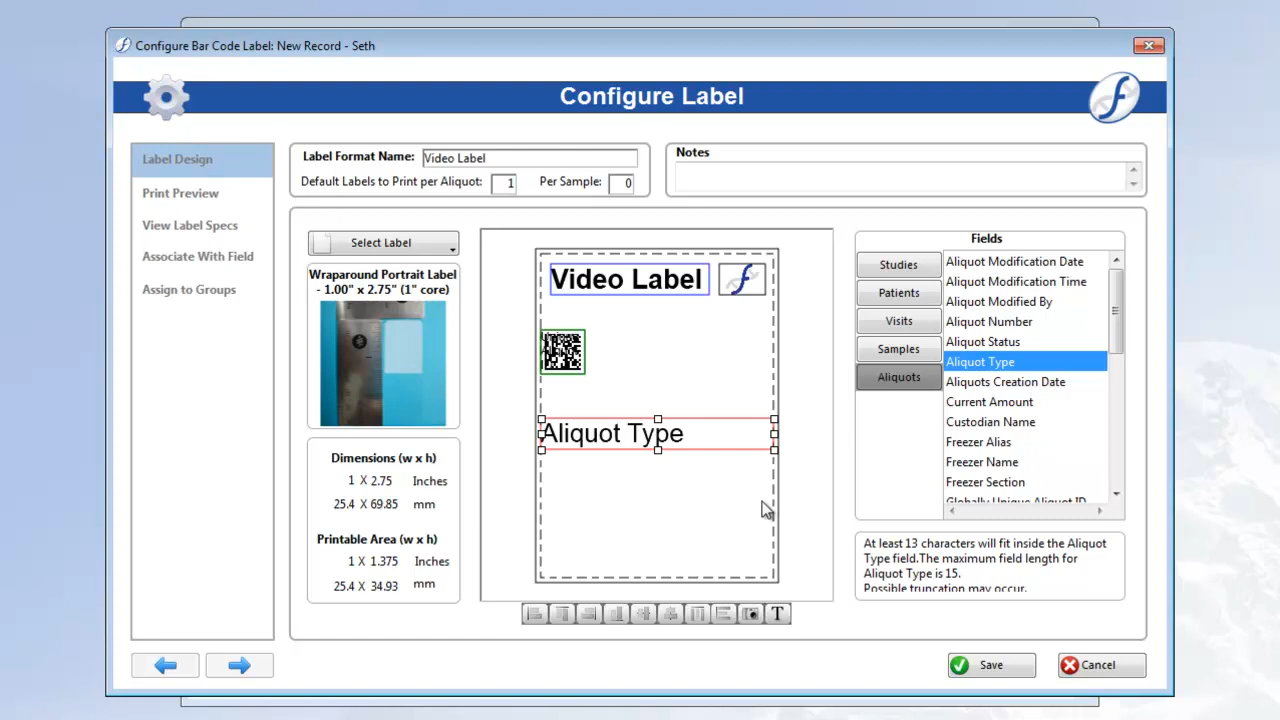 Configure Bar Code Label: New Record - Seth
Configure Label
Label Design
Print Preview
View Label Specs
Associate With Field
Assign to Groups
Label Format Name: Video Label
Default Labels to Print per Aliquot: 1 Per Sample: 0
Notes
Select Label
Wraparound Portrait Label
- 1.00" x 2.75" (1" core)
Dimensions (w x h)
1 X 2.75 Inches
25.4 X 69.85 mm
Printable Area (w x h)
1 X 1.375 Inches
25.4 X 34.93 mm
Video Label
Aliquot Type
T
Fields
Studies
Patients
Visits
Samples
Aliquots
Aliquot Modification Date
Aliquot Modification Time
Aliquot Modified By
Aliquot Number
Aliquot Status
Aliquot Type
Aliquots Creation Date
Current Amount
Custodian Name
Freezer Alias
Freezer Name
Freezer Section
Globally Unique Aliquot ID
At least 13 characters will fit inside the Aliquot
Type field.The maximum field length for
Aliquot Type is 15.
Possible truncation may occur.
Save
Cancel